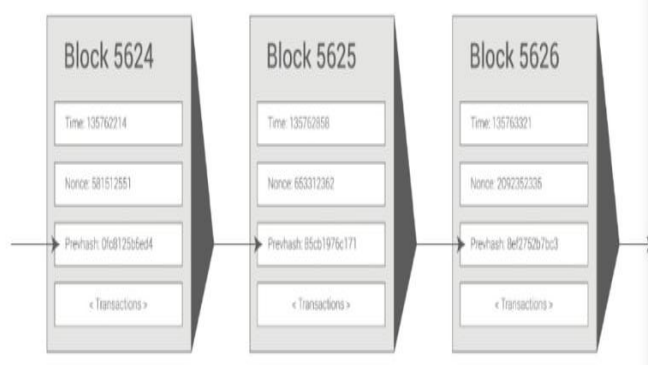 Block 5624
Time: 135762214
Nonce: 581512551
Prevhash: 0fc8125b6ed4
< Transactions >
Block 5625
Time: 135762858
Nonce: 653312362
Prevhash: 85cb1976c171
< Transactions >
Block 5626
Time: 135763321
Nonce: 2092352335
Prevhash: 8ef2752b7bc3
< Transactions >